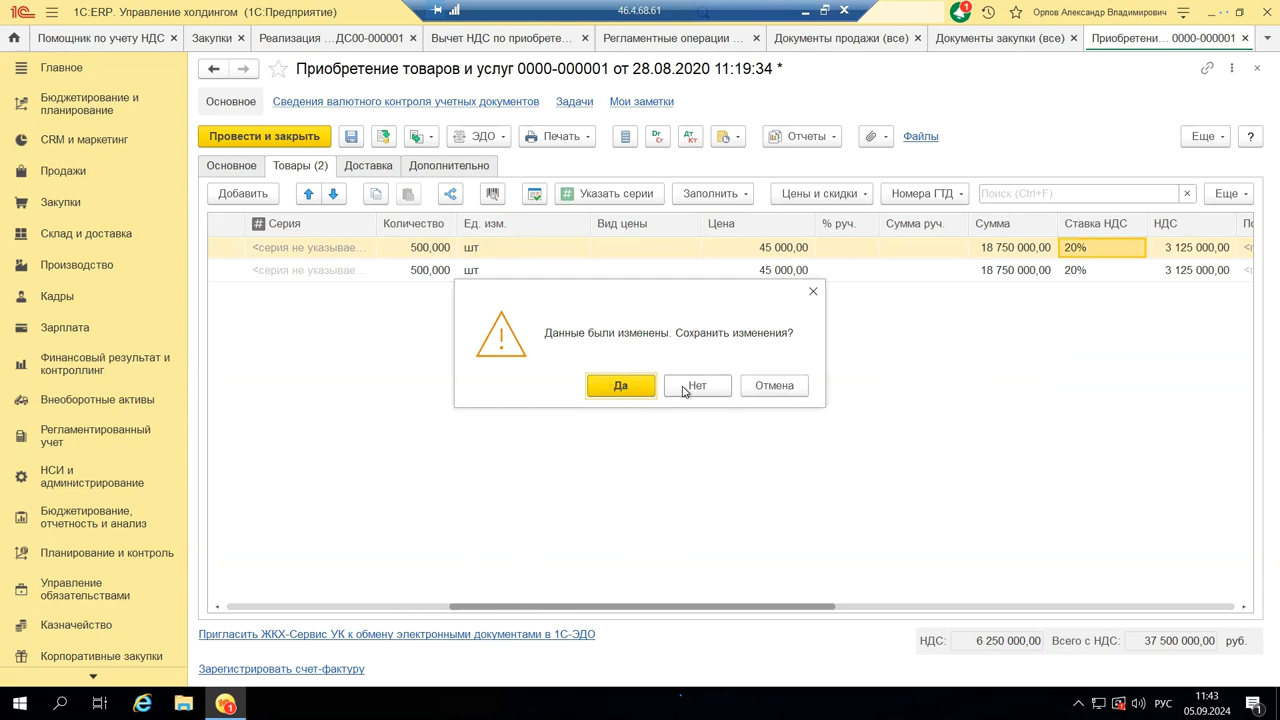 1С:ERP. Управление холдингом (1С:Предприятие)
46.4.68.61
Орлов Александр Владимирович
Помощник по учету НДС
Закупки
Реализация ...ДС00-000001
Вычет НДС по приобрете...
Регламентные операции ...
Документы продажи (все)
Документы закупки (все)
Приобретени... 0000-000001
Главное
Бюджетирование и
планирование
CRM и маркетинг
Продажи
Закупки
Склад и доставка
Производство
Кадры
Зарплата
Финансовый результат и
контроллинг
Внеоборотные активы
Регламентированный
учет
НСИ и
администрирование
Бюджетирование,
отчетность и анализ
Планирование и контроль
Управление
обязательствами
Казначейство
Корпоративные закупки
Приобретение товаров и услуг 0000-000001 от 28.08.2020 11:19:34 *
Основное
Сведения валютного контроля учетных документов
Задачи
Мои заметки
Провести и закрыть
ЭДО
Печать
Dr
Cr
Дт
Кт
Отчеты
Файлы
Еще
?
Основное
Товары (2)
Доставка
Дополнительно
Добавить
Указать серии
Заполнить
Цены и скидки
Номера ГТД
Поиск (Ctrl+F)
Еще
Серия
Количество
Ед. изм.
Вид цены
Цена
% руч.
Сумма руч.
Сумма
Ставка НДС
НДС
<серия не указывае...
500,000
шт
45 000,00
18 750 000,00
20%
3 125 000,00
<серия не указывае...
500,000
шт
45 000,00
18 750 000,00
20%
3 125 000,00
Данные были изменены. Сохранить изменения?
Да
Нет
Отмена
Пригласить ЖКХ-Сервис УК к обмену электронными документами в 1С-ЭДО
НДС: 6 250 000,00 Всего с НДС: 37 500 000,00 руб.
Зарегистрировать счет-фактуру
РУС
11:43
05.09.2024